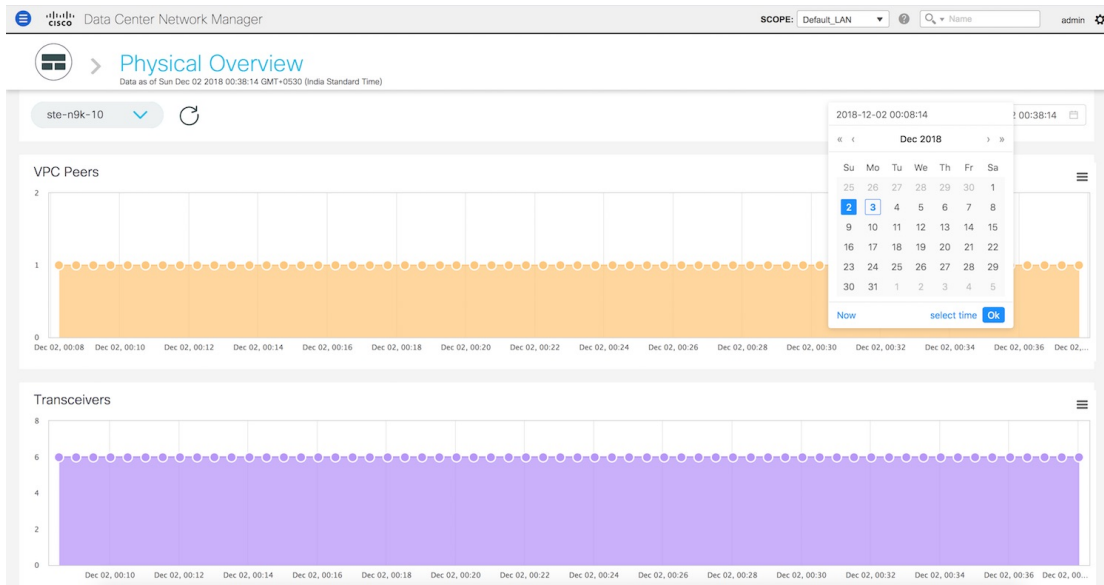 cisco Data Center Network Manager SCOPE: Default_LAN Name admin
Physical Overview
Data as of Sun Dec 02 2018 00:38:14 GMT+0530 (India Standard Time)
ste-n9k-10
2018-12-02 00:08:14
2 00:38:14
« ‹ Dec 2018 › »
Su Mo Tu We Th Fr Sa
25 26 27 28 29 30 1
2 3 4 5 6 7 8
9 10 11 12 13 14 15
16 17 18 19 20 21 22
23 24 25 26 27 28 29
30 31 1 2 3 4 5
Now select time Ok
VPC Peers
2
1
0
Dec 02, 00:08 Dec 02, 00:10 Dec 02, 00:12 Dec 02, 00:14 Dec 02, 00:16 Dec 02, 00:18 Dec 02, 00:20 Dec 02, 00:22 Dec 02, 00:24 Dec 02, 00:26 Dec 02, 00:28 Dec 02, 00:30 Dec 02, 00:32 Dec 02, 00:34 Dec 02, 00:36 Dec 02,...
Transceivers
8
6
4
2
0
Dec 02, 00:10 Dec 02, 00:12 Dec 02, 00:14 Dec 02, 00:16 Dec 02, 00:18 Dec 02, 00:20 Dec 02, 00:22 Dec 02, 00:24 Dec 02, 00:26 Dec 02, 00:28 Dec 02, 00:30 Dec 02, 00:32 Dec 02, 00:34 Dec 02, 00:36 Dec 02, 00...